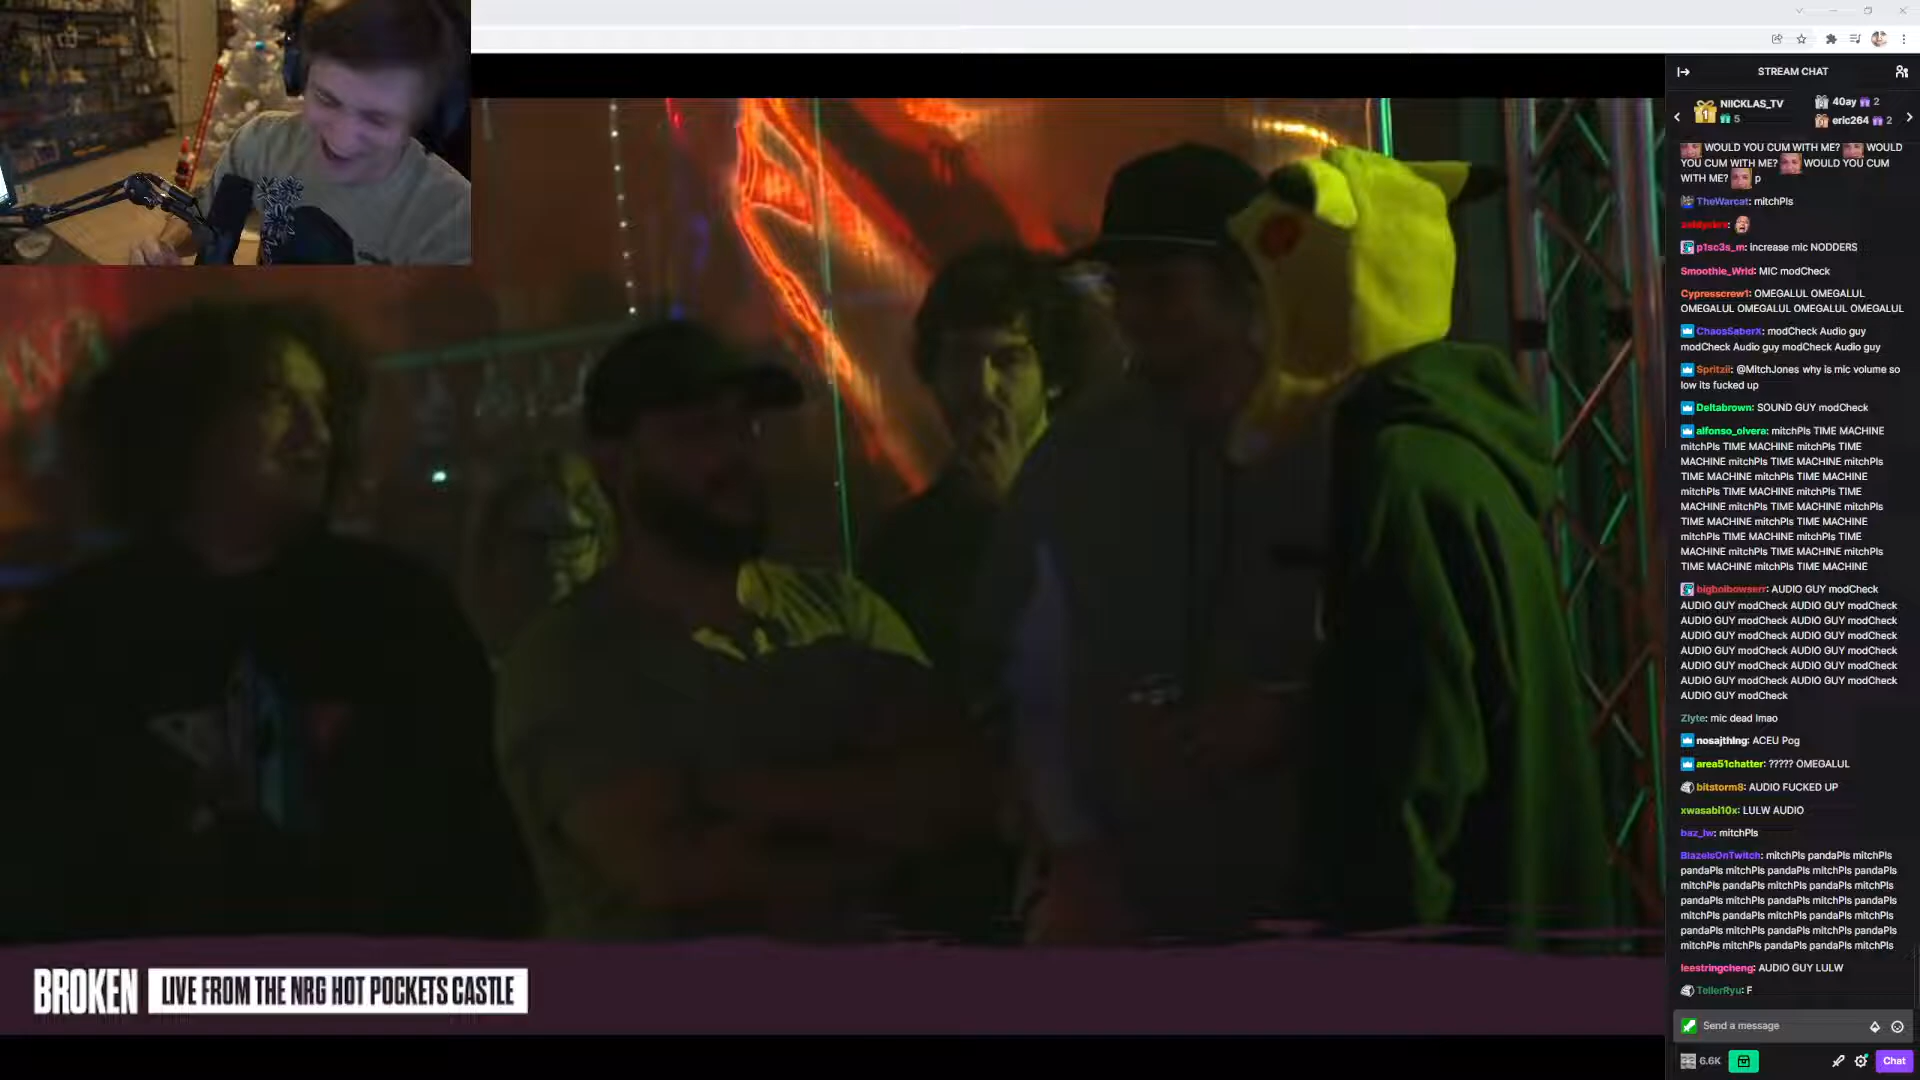 STREAM CHAT
NIICKLAS_TV
5
40ay 2
eric264 2
WOULD YOU CUM WITH ME? WOULD
YOU CUM WITH ME? WOULD YOU CUM
WITH ME? p
TheWarcat: mitchPls
p1sc3s_m: increase mic NODDERS
Smoothie_Wrld: MIC modCheck
Cypresscrew1: OMEGALUL OMEGALUL
OMEGALUL OMEGALUL OMEGALUL OMEGALUL
ChaosSaberX: modCheck Audio guy
modCheck Audio guy modCheck Audio guy
Spritzii: @MitchJones why is mic volume so
low its fucked up
Deltabrown: SOUND GUY modCheck
alfonso_olvera: mitchPls TIME MACHINE
mitchPls TIME MACHINE mitchPls TIME
MACHINE mitchPls TIME MACHINE mitchPls
TIME MACHINE mitchPls TIME MACHINE
mitchPls TIME MACHINE mitchPls TIME
MACHINE mitchPls TIME MACHINE mitchPls
TIME MACHINE mitchPls TIME MACHINE
mitchPls TIME MACHINE mitchPls TIME
MACHINE mitchPls TIME MACHINE mitchPls
TIME MACHINE mitchPls TIME MACHINE
bigboibowserr: AUDIO GUY modCheck
AUDIO GUY modCheck AUDIO GUY modCheck
AUDIO GUY modCheck AUDIO GUY modCheck
AUDIO GUY modCheck AUDIO GUY modCheck
AUDIO GUY modCheck AUDIO GUY modCheck
AUDIO GUY modCheck AUDIO GUY modCheck
AUDIO GUY modCheck AUDIO GUY modCheck
AUDIO GUY modCheck
Zlyte: mic dead lmao
nosajthIng: ACEU Pog
area51chatter: ????? OMEGALUL
bitstorm8: AUDIO FUCKED UP
xwasabi10x: LULW AUDIO
baz_lw: mitchPls
BlazeIsOnTwitch: mitchPls pandaPls mitchPls
pandaPls mitchPls pandaPls mitchPls pandaPls
mitchPls pandaPls mitchPls pandaPls mitchPls
pandaPls mitchPls pandaPls mitchPls pandaPls
mitchPls pandaPls mitchPls pandaPls mitchPls
pandaPls mitchPls pandaPls mitchPls pandaPls
mitchPls mitchPls pandaPls pandaPls mitchPls
leestringcheng: AUDIO GUY LULW
TellerRyu: F
Send a message
6.6K
Chat
BROKEN
LIVE FROM THE NRG HOT POCKETS CASTLE